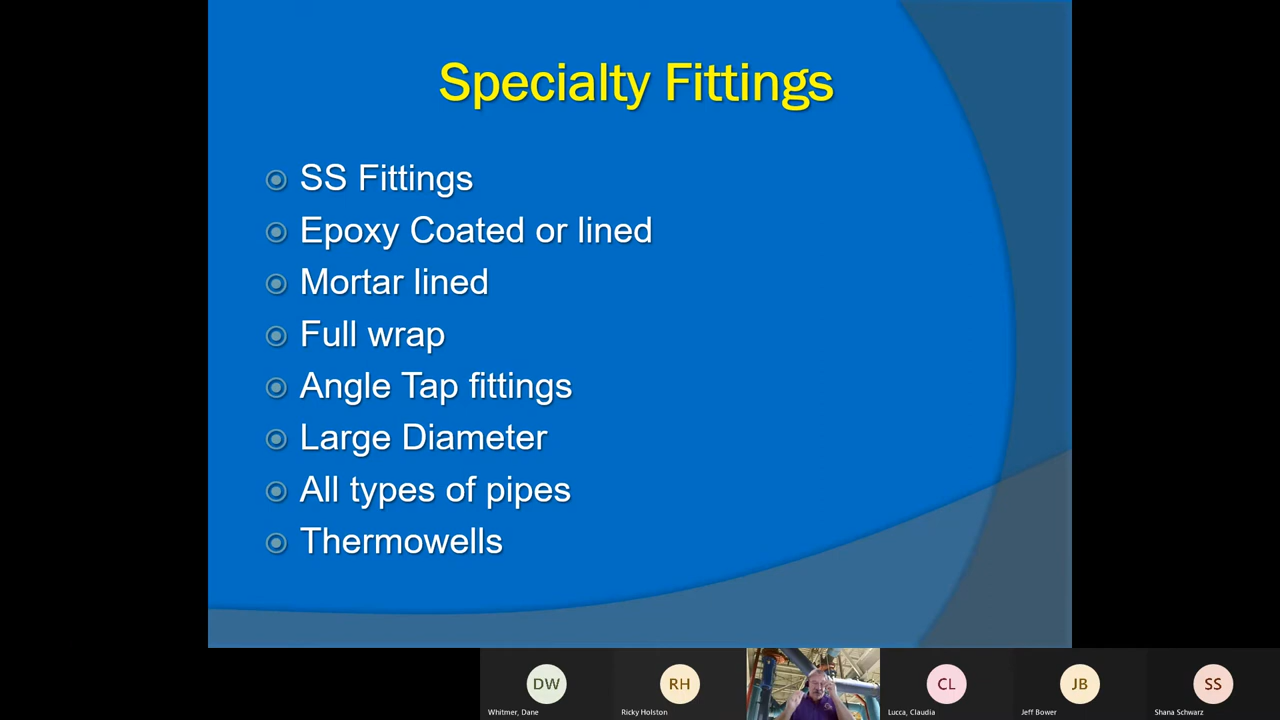 Specialty Fittings
SS Fittings
Epoxy Coated or lined
Mortar lined
Full wrap
Angle Tap fittings
Large Diameter
All types of pipes
Thermowells
DW
RH
CL
JB
SS
Whitmer, Dane
Ricky Holston
Lucca, Claudia
Jeff Bower
Shana Schwarz